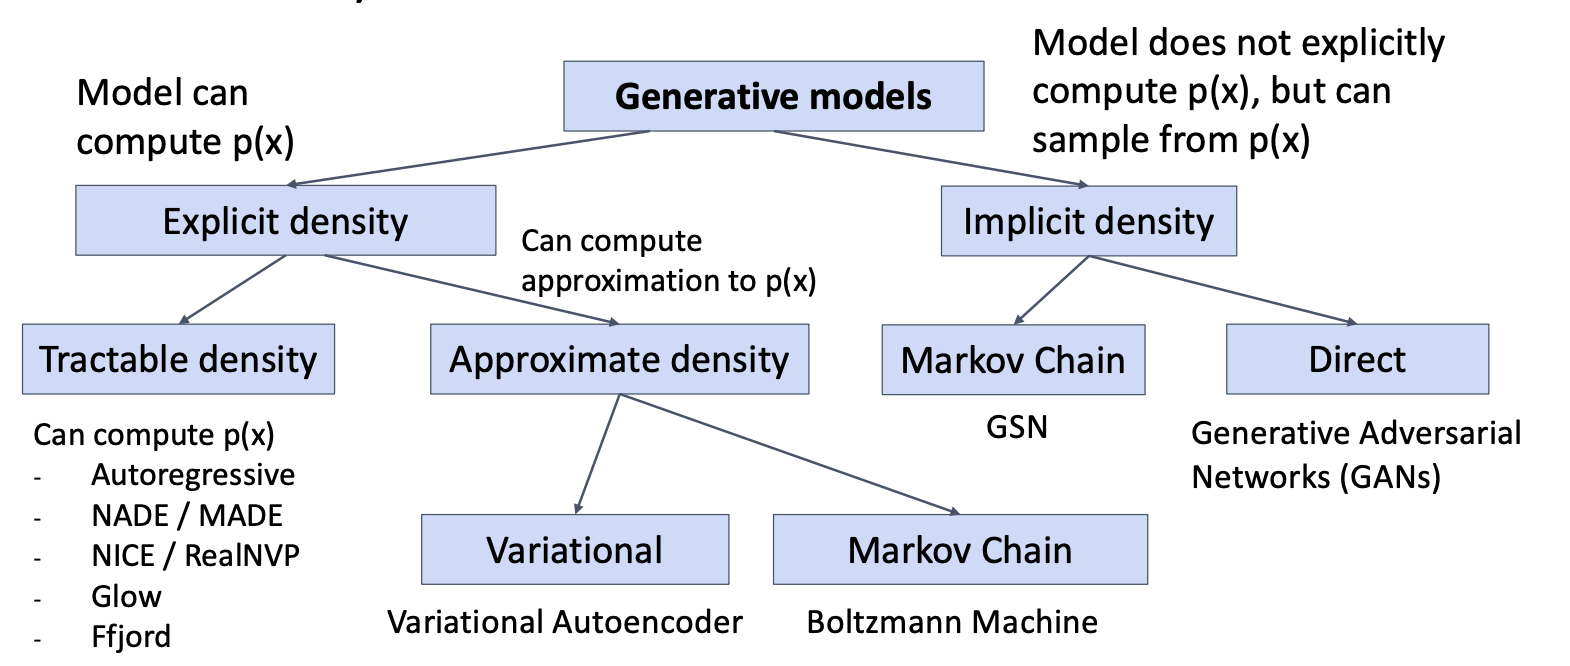 Model does not explicitly
compute p(x), but can
sample from p(x)
Model can
compute p(x)
Generative models
Explicit density
Implicit density
Can compute
approximation to p(x)
Tractable density
Approximate density
Markov Chain
Direct
Can compute p(x)
- Autoregressive
- NADE / MADE
- NICE / RealNVP
- Glow
- Ffjord
GSN
Generative Adversarial
Networks (GANs)
Variational
Markov Chain
Variational Autoencoder
Boltzmann Machine